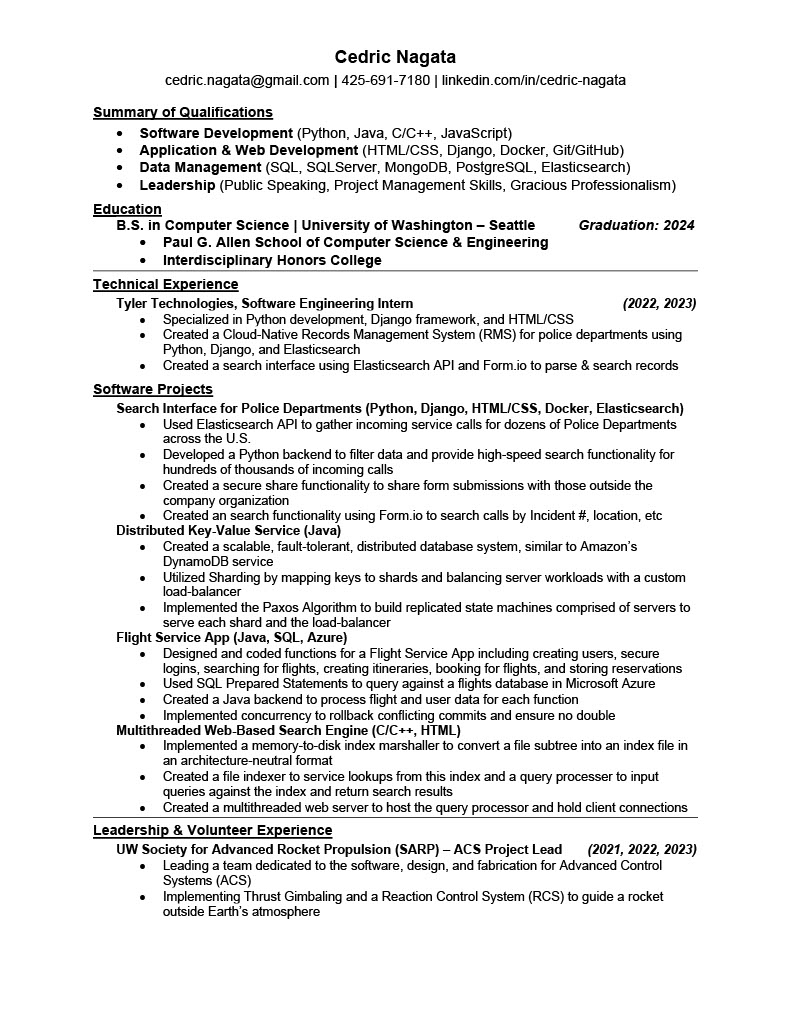 Cedric Nagata
cedric.nagata@gmail.com | 425-691-7180 | linkedin.com/in/cedric-nagata
Summary of Qualifications
• Software Development (Python, Java, C/C++, JavaScript)
• Application & Web Development (HTML/CSS, Django, Docker, Git/GitHub)
• Data Management (SQL, SQLServer, MongoDB, PostgreSQL, Elasticsearch)
• Leadership (Public Speaking, Project Management Skills, Gracious Professionalism)
Education
B.S. in Computer Science | University of Washington – Seattle Graduation: 2024
• Paul G. Allen School of Computer Science & Engineering
• Interdisciplinary Honors College
Technical Experience
Tyler Technologies, Software Engineering Intern (2022, 2023)
• Specialized in Python development, Django framework, and HTML/CSS
• Created a Cloud-Native Records Management System (RMS) for police departments using
Python, Django, and Elasticsearch
• Created a search interface using Elasticsearch API and Form.io to parse & search records
Software Projects
Search Interface for Police Departments (Python, Django, HTML/CSS, Docker, Elasticsearch)
• Used Elasticsearch API to gather incoming service calls for dozens of Police Departments
across the U.S.
• Developed a Python backend to filter data and provide high-speed search functionality for
hundreds of thousands of incoming calls
• Created a secure share functionality to share form submissions with those outside the
company organization
• Created an search functionality using Form.io to search calls by Incident #, location, etc
Distributed Key-Value Service (Java)
• Created a scalable, fault-tolerant, distributed database system, similar to Amazon’s
DynamoDB service
• Utilized Sharding by mapping keys to shards and balancing server workloads with a custom
load-balancer
• Implemented the Paxos Algorithm to build replicated state machines comprised of servers to
serve each shard and the load-balancer
Flight Service App (Java, SQL, Azure)
• Designed and coded functions for a Flight Service App including creating users, secure
logins, searching for flights, creating itineraries, booking for flights, and storing reservations
• Used SQL Prepared Statements to query against a flights database in Microsoft Azure
• Created a Java backend to process flight and user data for each function
• Implemented concurrency to rollback conflicting commits and ensure no double
Multithreaded Web-Based Search Engine (C/C++, HTML)
• Implemented a memory-to-disk index marshaller to convert a file subtree into an index file in
an architecture-neutral format
• Created a file indexer to service lookups from this index and a query processer to input
queries against the index and return search results
• Created a multithreaded web server to host the query processor and hold client connections
Leadership & Volunteer Experience
UW Society for Advanced Rocket Propulsion (SARP) – ACS Project Lead (2021, 2022, 2023)
• Leading a team dedicated to the software, design, and fabrication for Advanced Control
Systems (ACS)
• Implementing Thrust Gimbaling and a Reaction Control System (RCS) to guide a rocket
outside Earth’s atmosphere